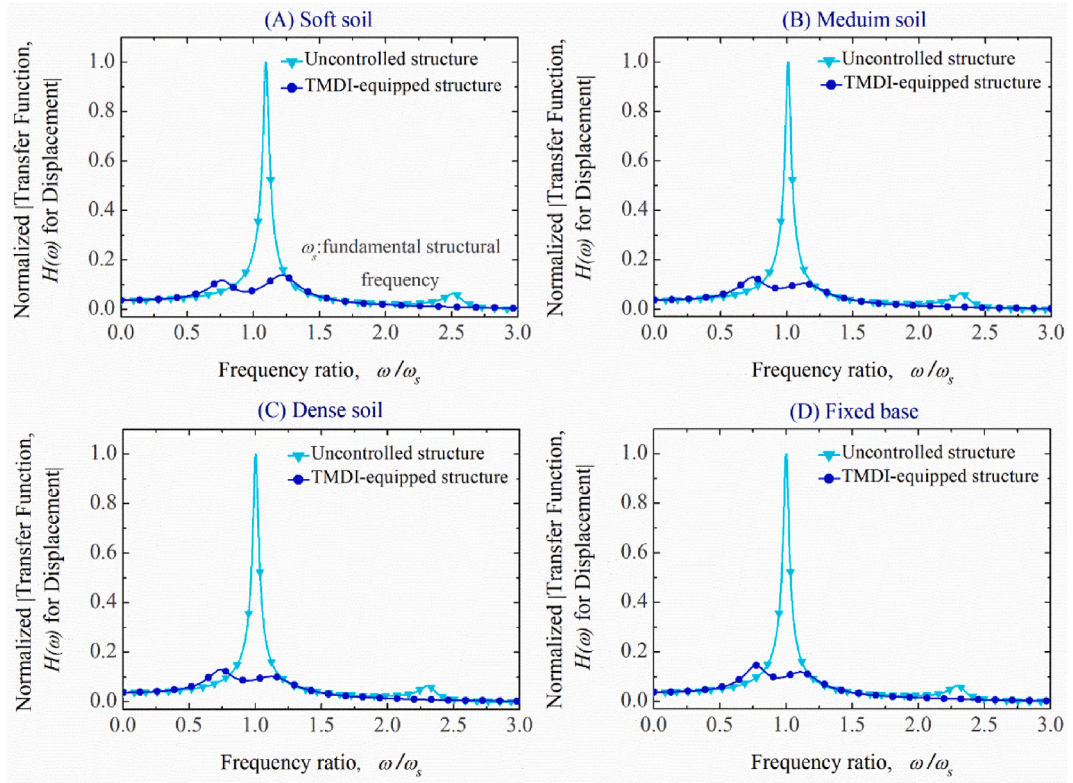 (A) Soft soil
Normalized |Transfer Function,
H(ω) for Displacement|
1.0
0.8
0.6
0.4
0.2
0.0
Uncontrolled structure
TMDI-equipped structure
ωs:fundamental structural
frequency
0.0 0.5 1.0 1.5 2.0 2.5 3.0
Frequency ratio, ω/ωs
(B) Meduim soil
Normalized |Transfer Function,
H(ω) for Displacement|
1.0
0.8
0.6
0.4
0.2
0.0
Uncontrolled structure
TMDI-equipped structure
0.0 0.5 1.0 1.5 2.0 2.5 3.0
Frequency ratio, ω/ωs
(C) Dense soil
Normalized |Transfer Function,
H(ω) for Displacement|
1.0
0.8
0.6
0.4
0.2
0.0
Uncontrolled structure
TMDI-equipped structure
0.0 0.5 1.0 1.5 2.0 2.5 3.0
Frequency ratio, ω/ωs
(D) Fixed base
Normalized |Transfer Function,
H(ω) for Displacement|
1.0
0.8
0.6
0.4
0.2
0.0
Uncontrolled structure
TMDI-equipped structure
0.0 0.5 1.0 1.5 2.0 2.5 3.0
Frequency ratio, ω/ωs